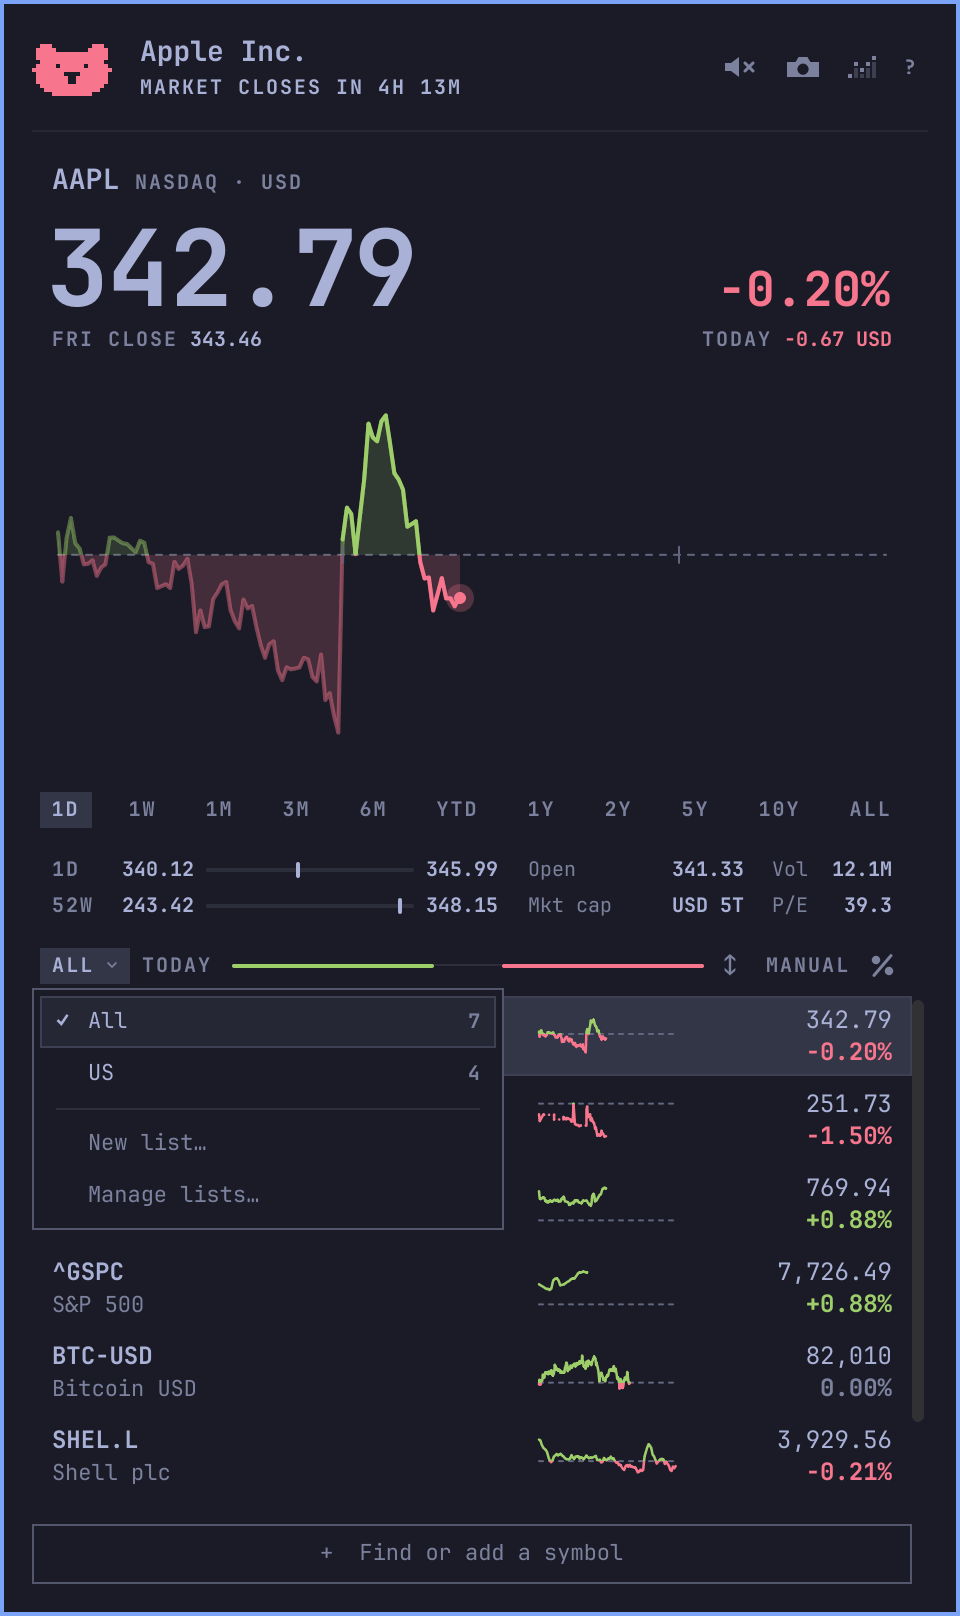 Apple Inc.
MARKET CLOSES IN 4H 13M
?
AAPL NASDAQ · USD
342.79
-0.20%
FRI CLOSE 343.46
TODAY -0.67 USD
1D 1W 1M 3M 6M YTD 1Y 2Y 5Y 10Y ALL
1D 340.12 345.99 Open 341.33 Vol 12.1M
52W 243.42 348.15 Mkt cap USD 5T P/E 39.3
ALL TODAY MANUAL %
All 7
US 4
New list…
Manage lists…
342.79
-0.20%
251.73
-1.50%
769.94
+0.88%
^GSPC 7,726.49
S&P 500 +0.88%
BTC-USD 82,010
Bitcoin USD 0.00%
SHEL.L 3,929.56
Shell plc -0.21%
+ Find or add a symbol